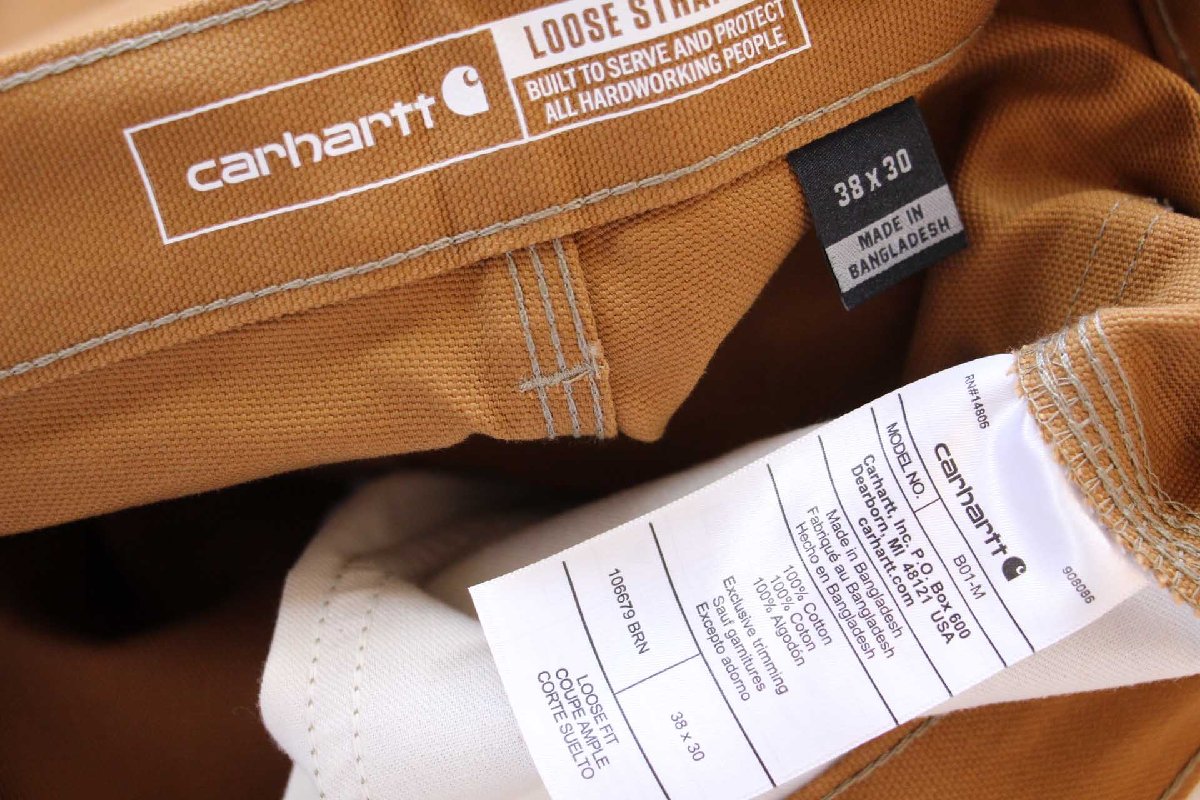 carhartt
LOOSE
BUILT TO SERVE AND PROTECT
ALL HARDWORKING PEOPLE
38 x 30
MADE IN
BANGLADESH
RN#14806
carhartt
908086
MODEL NO.
B01-M
Carhartt, Inc. P.O. Box 600
Dearborn, MI 48121 USA
carhartt.com
Made in Bangladesh
Fabriqué au Bangladesh
Hecho en Bangladesh
100% Cotton
100% Coton
100% Algodón
Exclusive trimming
Sauf garnitures
Excepto adorno
106679 BRN
38 x 30
LOOSE FIT
COUPE AMPLE
CORTE SUELTO